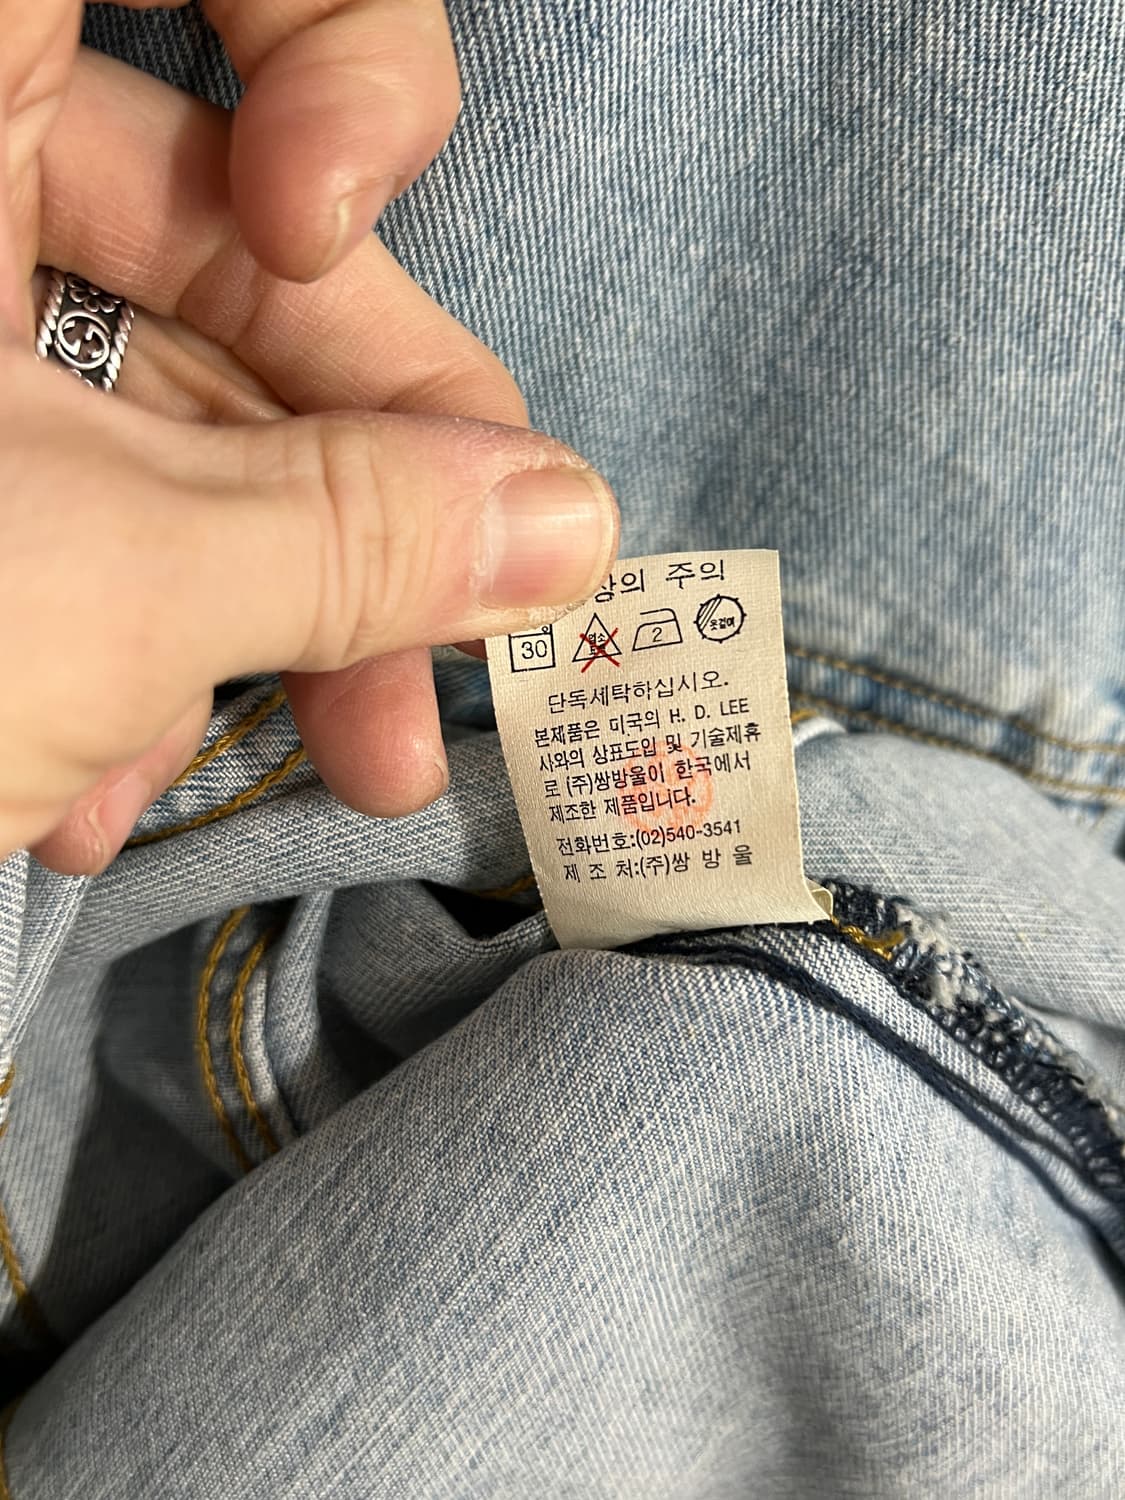 상의 주의
30 염소 표백 2 옷걸이
단독세탁하십시오.
본제품은 미국의 H. D. LEE
사와의 상표도입 및 기술제휴
로 (주)쌍방울이 한국에서
제조한 제품입니다.
전화번호:(02)540-3541
제 조 처:(주)쌍 방 울